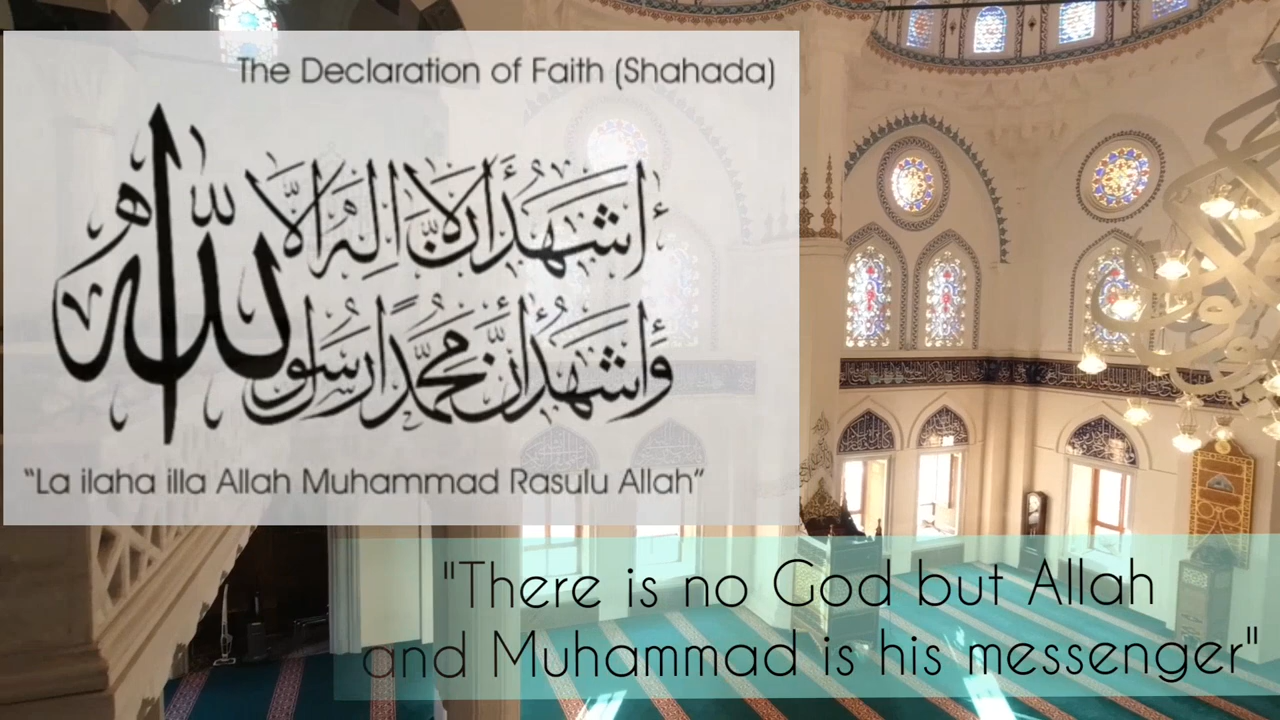 The Declaration of Faith (Shahada)
أشهد أن لا إله إلا
وأشهد أن محمدا رسول
الله
"La ilaha illa Allah Muhammad Rasulu Allah"
"There is no God but Allah
and Muhammad is his messenger"